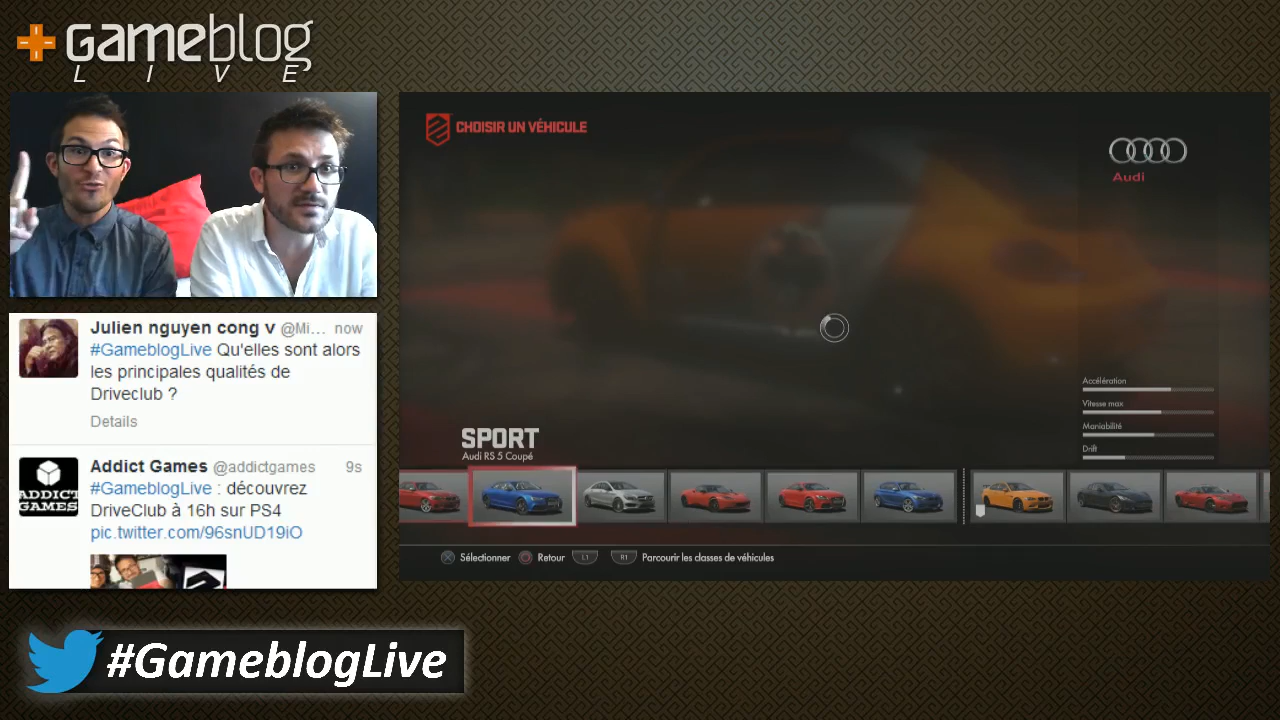 gameblog
LIVE
CHOISIR UN VÉHICULE
Audi
Julien nguyen cong v @Mi... now
#GameblogLive Qu'elles sont alors
les principales qualités de
Driveclub ?
Details
Addict Games @addictgames 9s
#GameblogLive : découvrez
DriveClub à 16h sur PS4
pic.twitter.com/96snUD19iO
ADDICT
GAMES
Accélération
Vitesse max
Maniabilité
Drift
SPORT
Audi RS 5 Coupé
Sélectionner Retour L1 R1 Parcourir les classes de véhicules
#GameblogLive